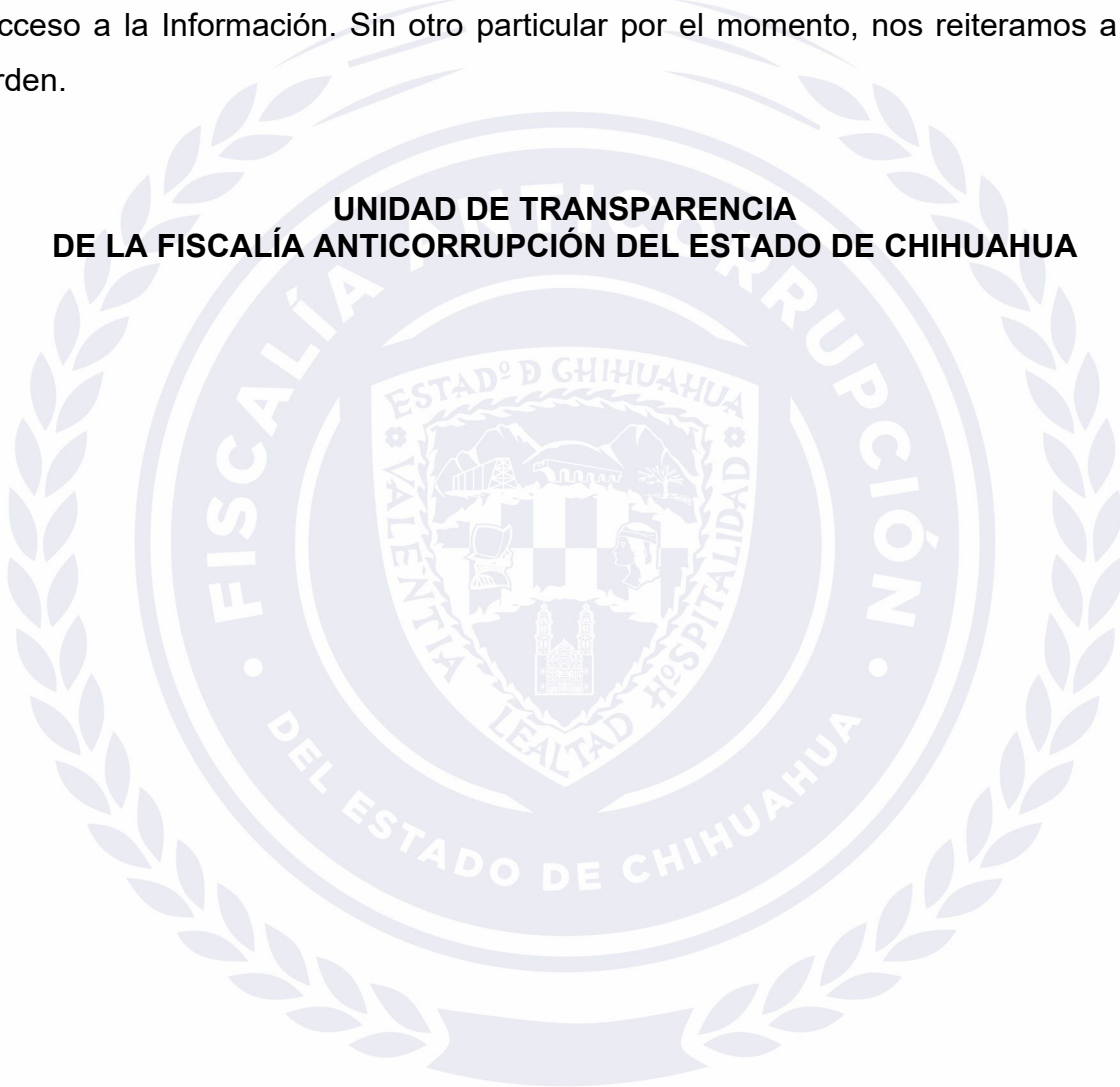 cceso a la Información. Sin otro particular por el momento, nos reiteramos a
rden.
UNIDAD DE TRANSPARENCIA
DE LA FISCALÍA ANTICORRUPCIÓN DEL ESTADO DE CHIHUAHUA
FISCALÍA ANTICORRUPCIÓN
ESTADº D CHIHUAHUA
VALENTIA
LEALTAD
HºSPITALIDAD
DEL ESTADO DE CHIHUAHUA